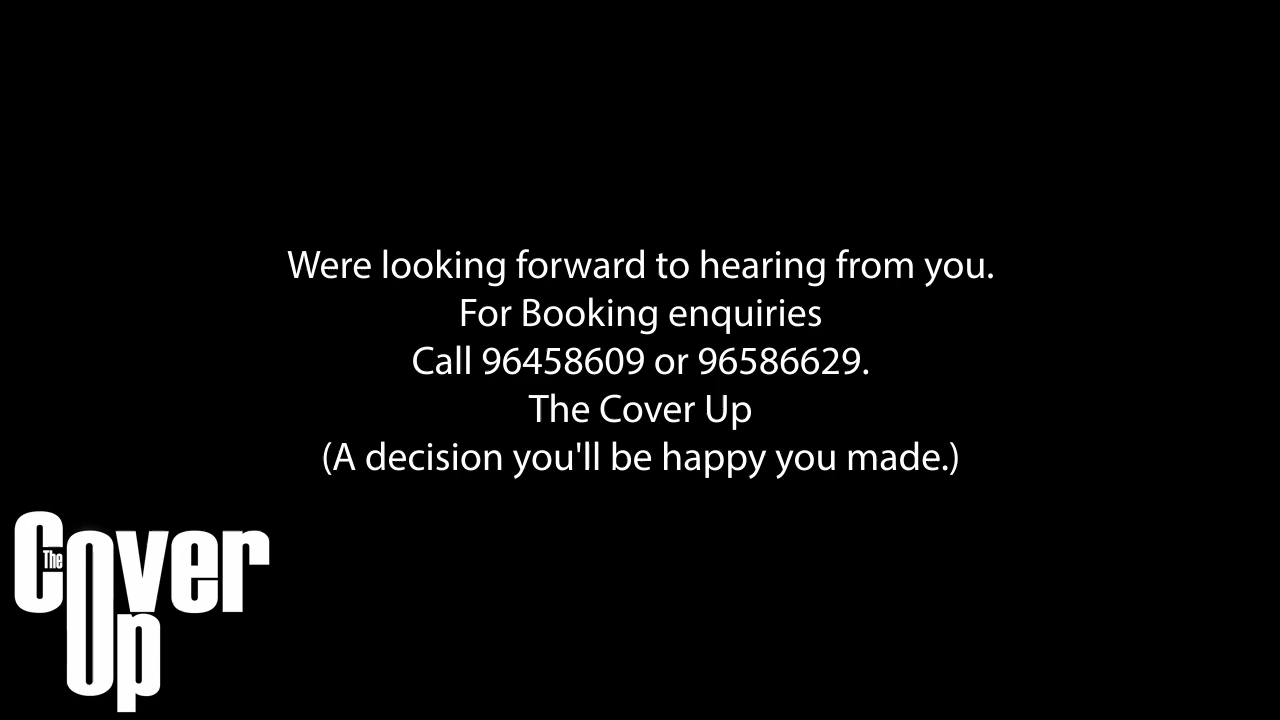 Were looking forward to hearing from you.
For Booking enquiries
Call 96458609 or 96586629.
The Cover Up
(A decision you'll be happy you made.)
The Cover
Up